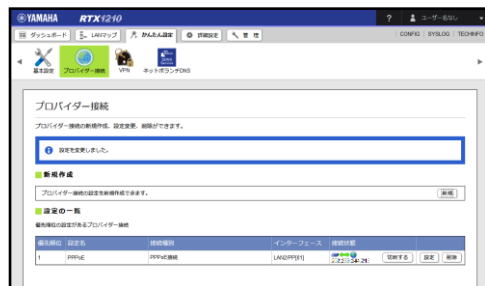 YAMAHA RTX1210 ? ユーザー名なし
ダッシュボード LANマップ かんたん設定 詳細設定 管理 CONFIG SYSLOG TECHINFO
基本設定 プロバイダー接続 VPN ネットボランチDNS
プロバイダー接続
プロバイダー接続の新規作成、設定変更、削除ができます。
設定を変更しました。
新規作成
プロバイダー接続の設定を新規作成できます。 新規
設定の一覧
優先順位の設定があるプロバイダー接続
優先順位 設定名 接続種別 インターフェース 接続状態
1 PPPoE PPPoE接続 LAN2/PP[01] 切断する 設定 削除